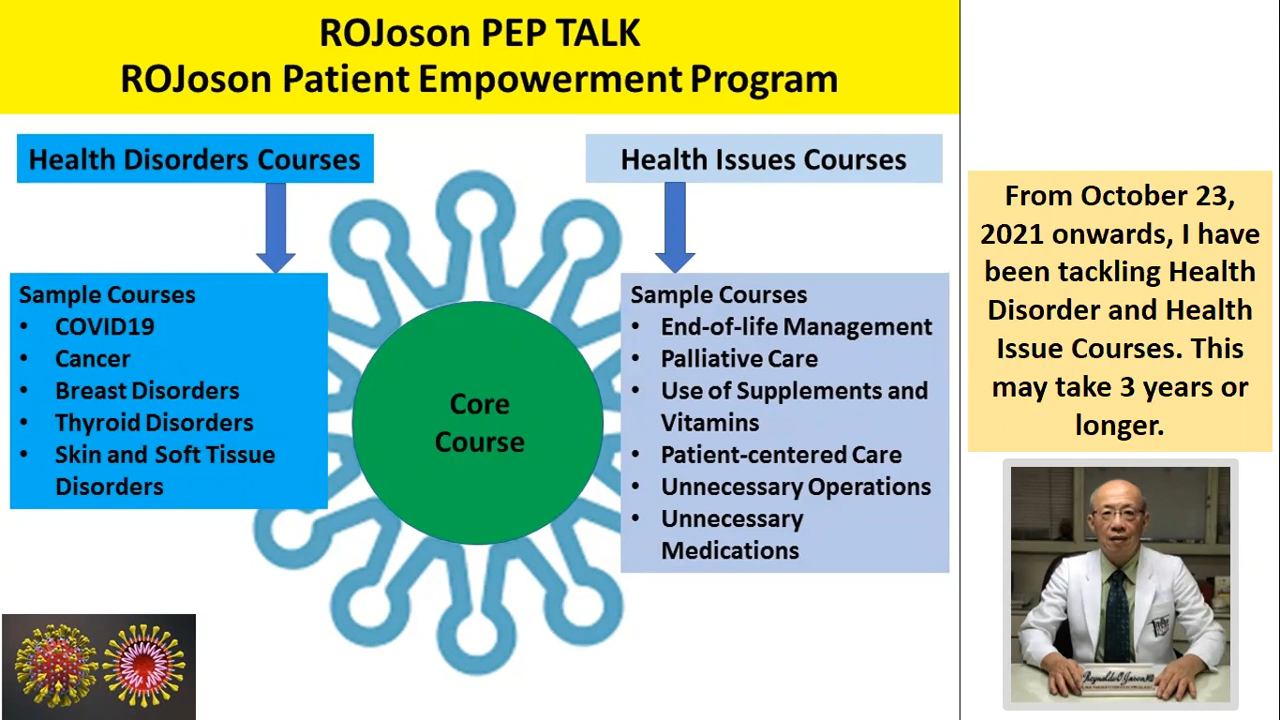 ROJoson PEP TALK
ROJoson Patient Empowerment Program
Health Disorders Courses
Sample Courses
• COVID19
• Cancer
• Breast Disorders
• Thyroid Disorders
• Skin and Soft Tissue
Disorders
Core
Course
Health Issues Courses
Sample Courses
• End-of-life Management
• Palliative Care
• Use of Supplements and
Vitamins
• Patient-centered Care
• Unnecessary Operations
• Unnecessary
Medications
From October 23,
2021 onwards, I have
been tackling Health
Disorder and Health
Issue Courses. This
may take 3 years or
longer.